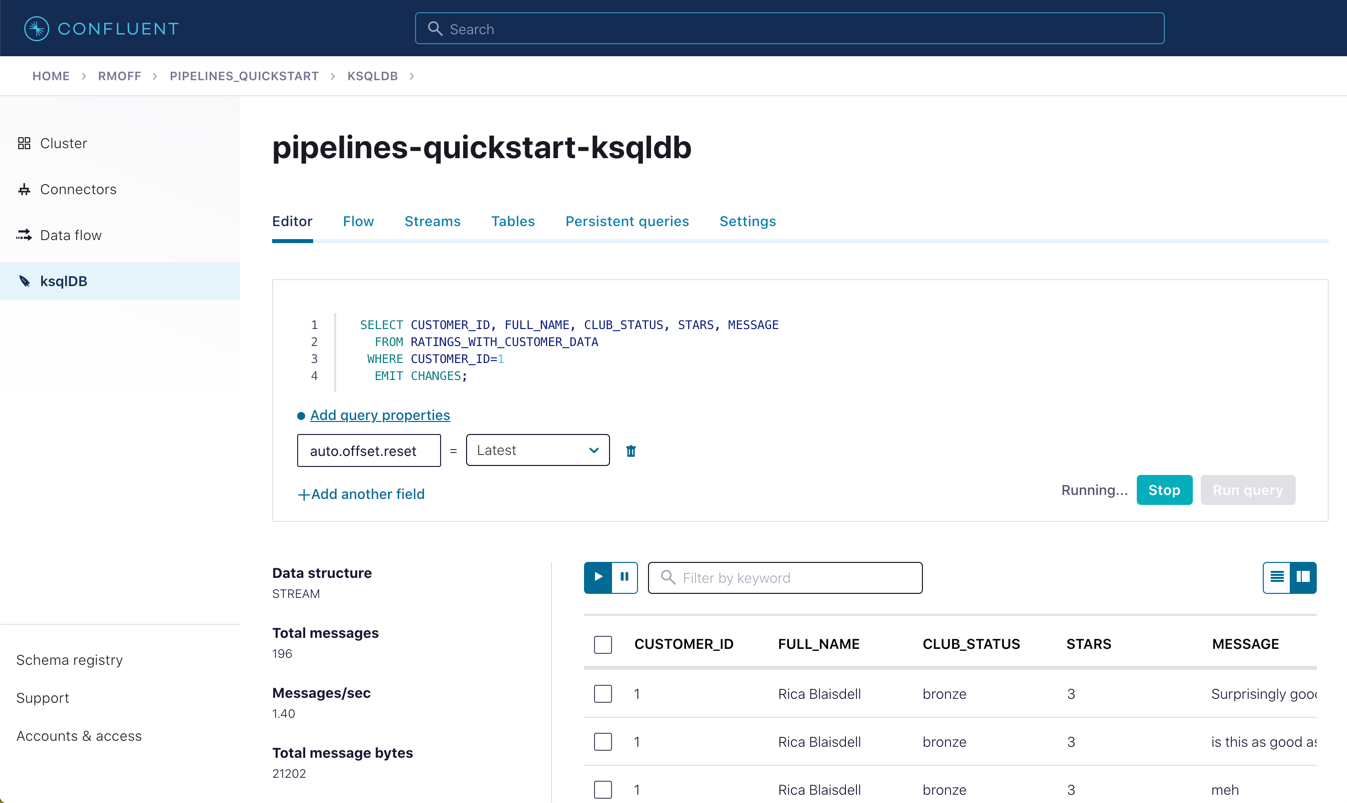 CONFLUENT
Search
HOME > RMOFF > PIPELINES_QUICKSTART > KSQLDB >
Cluster
Connectors
Data flow
ksqlDB
Schema registry
Support
Accounts & access
pipelines-quickstart-ksqldb
Editor Flow Streams Tables Persistent queries Settings
1 SELECT CUSTOMER_ID, FULL_NAME, CLUB_STATUS, STARS, MESSAGE
2 FROM RATINGS_WITH_CUSTOMER_DATA
3 WHERE CUSTOMER_ID=1
4 EMIT CHANGES;
Add query properties
auto.offset.reset = Latest
+Add another field
Running... Stop Run query
Data structure
STREAM
Total messages
196
Messages/sec
1.40
Total message bytes
21202
Filter by keyword
CUSTOMER_ID FULL_NAME CLUB_STATUS STARS MESSAGE
1 Rica Blaisdell bronze 3 Surprisingly
1 Rica Blaisdell bronze 3 is this as good as
1 Rica Blaisdell bronze 3 meh